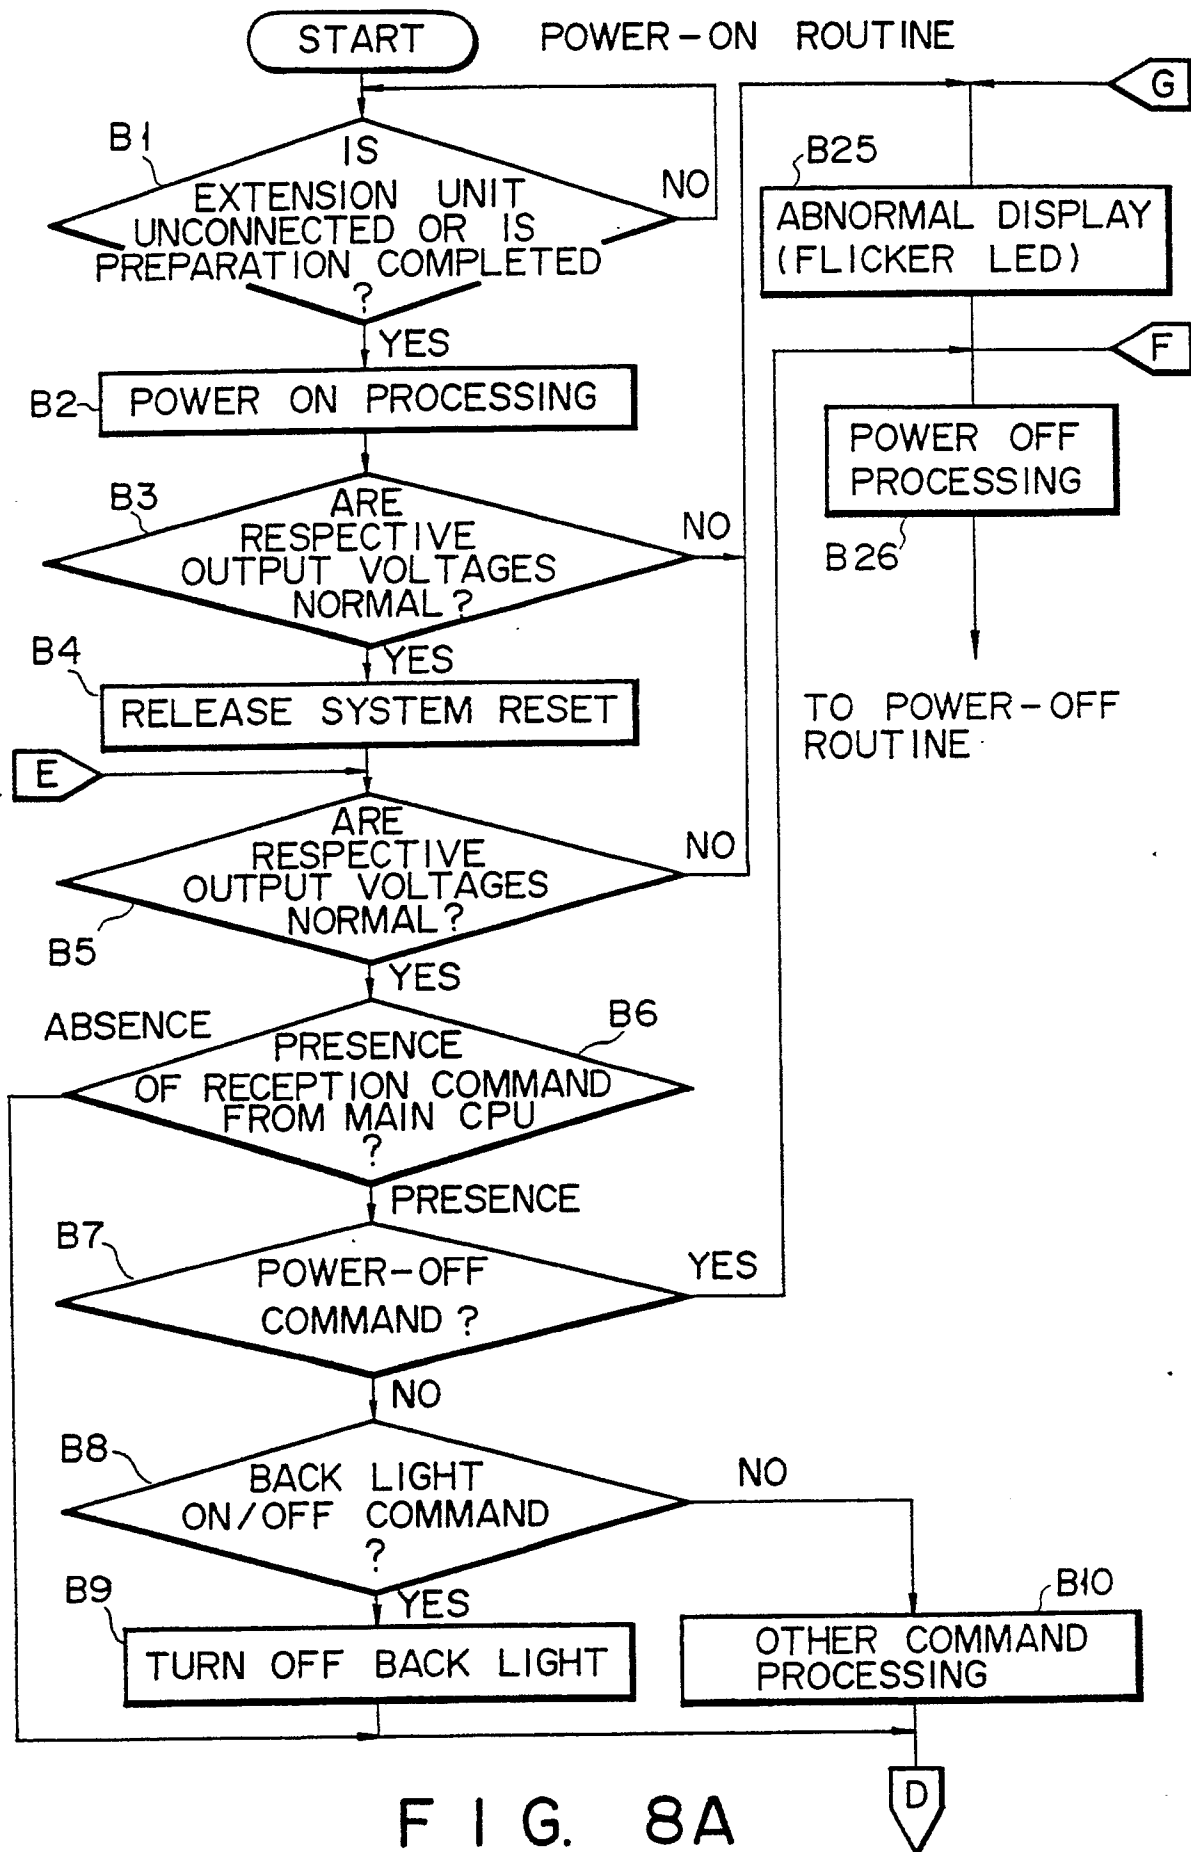 START
POWER-ON ROUTINE
G
B1
IS
EXTENSION UNIT
UNCONNECTED OR IS
PREPARATION COMPLETED
?
NO
YES
B25
ABNORMAL DISPLAY
(FLICKER LED)
F
B2
POWER ON PROCESSING
POWER OFF
PROCESSING
B26
TO POWER-OFF
ROUTINE
B3
ARE
RESPECTIVE
OUTPUT VOLTAGES
NORMAL?
NO
YES
B4
RELEASE SYSTEM RESET
E
ARE
RESPECTIVE
OUTPUT VOLTAGES
NORMAL?
NO
B5
YES
ABSENCE
B6
PRESENCE
OF RECEPTION COMMAND
FROM MAIN CPU
?
PRESENCE
B7
POWER-OFF
COMMAND?
YES
NO
B8
BACK LIGHT
ON/OFF COMMAND
?
NO
YES
B9
TURN OFF BACK LIGHT
B10
OTHER COMMAND
PROCESSING
D
FIG. 8A